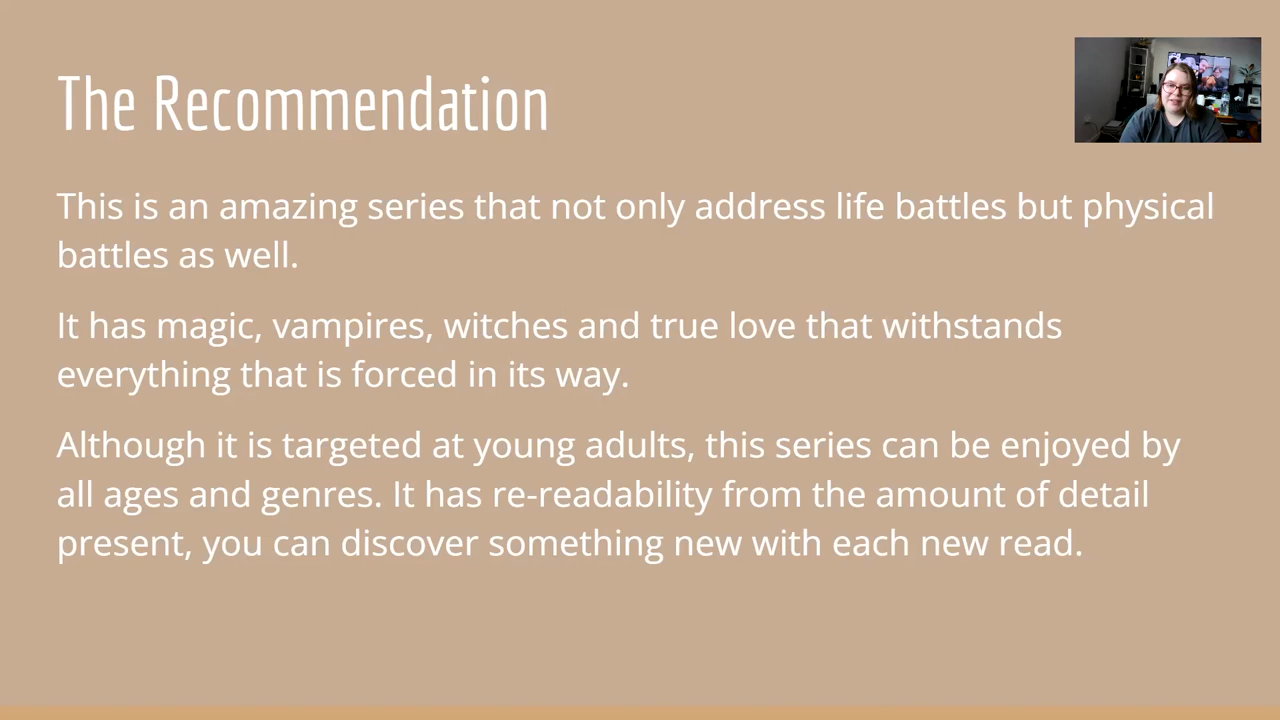 The Recommendation
This is an amazing series that not only address life battles but physical
battles as well.
It has magic, vampires, witches and true love that withstands
everything that is forced in its way.
Although it is targeted at young adults, this series can be enjoyed by
all ages and genres. It has re-readability from the amount of detail
present, you can discover something new with each new read.